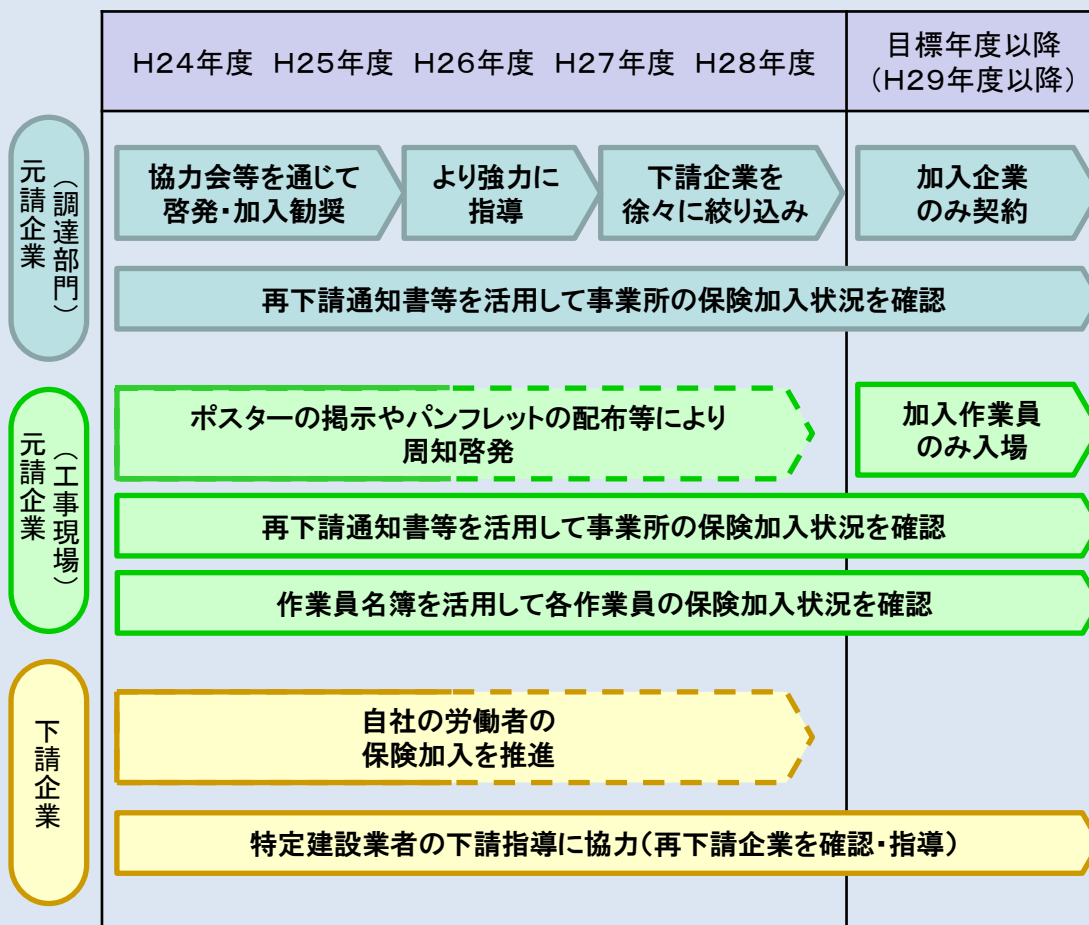 H24年度 H25年度 H26年度 H27年度 H28年度
目標年度以降
（H29年度以降）
元請企業
（調達部門）
協力会等を通じて
啓発・加入勧奨
より強力に
指導
下請企業を
徐々に絞り込み
加入企業
のみ契約
再下請通知書等を活用して事業所の保険加入状況を確認
元請企業
（工事現場）
ポスターの掲示やパンフレットの配布等により
周知啓発
加入作業員
のみ入場
再下請通知書等を活用して事業所の保険加入状況を確認
作業員名簿を活用して各作業員の保険加入状況を確認
下請企業
自社の労働者の
保険加入を推進
特定建設業者の下請指導に協力（再下請企業を確認・指導）